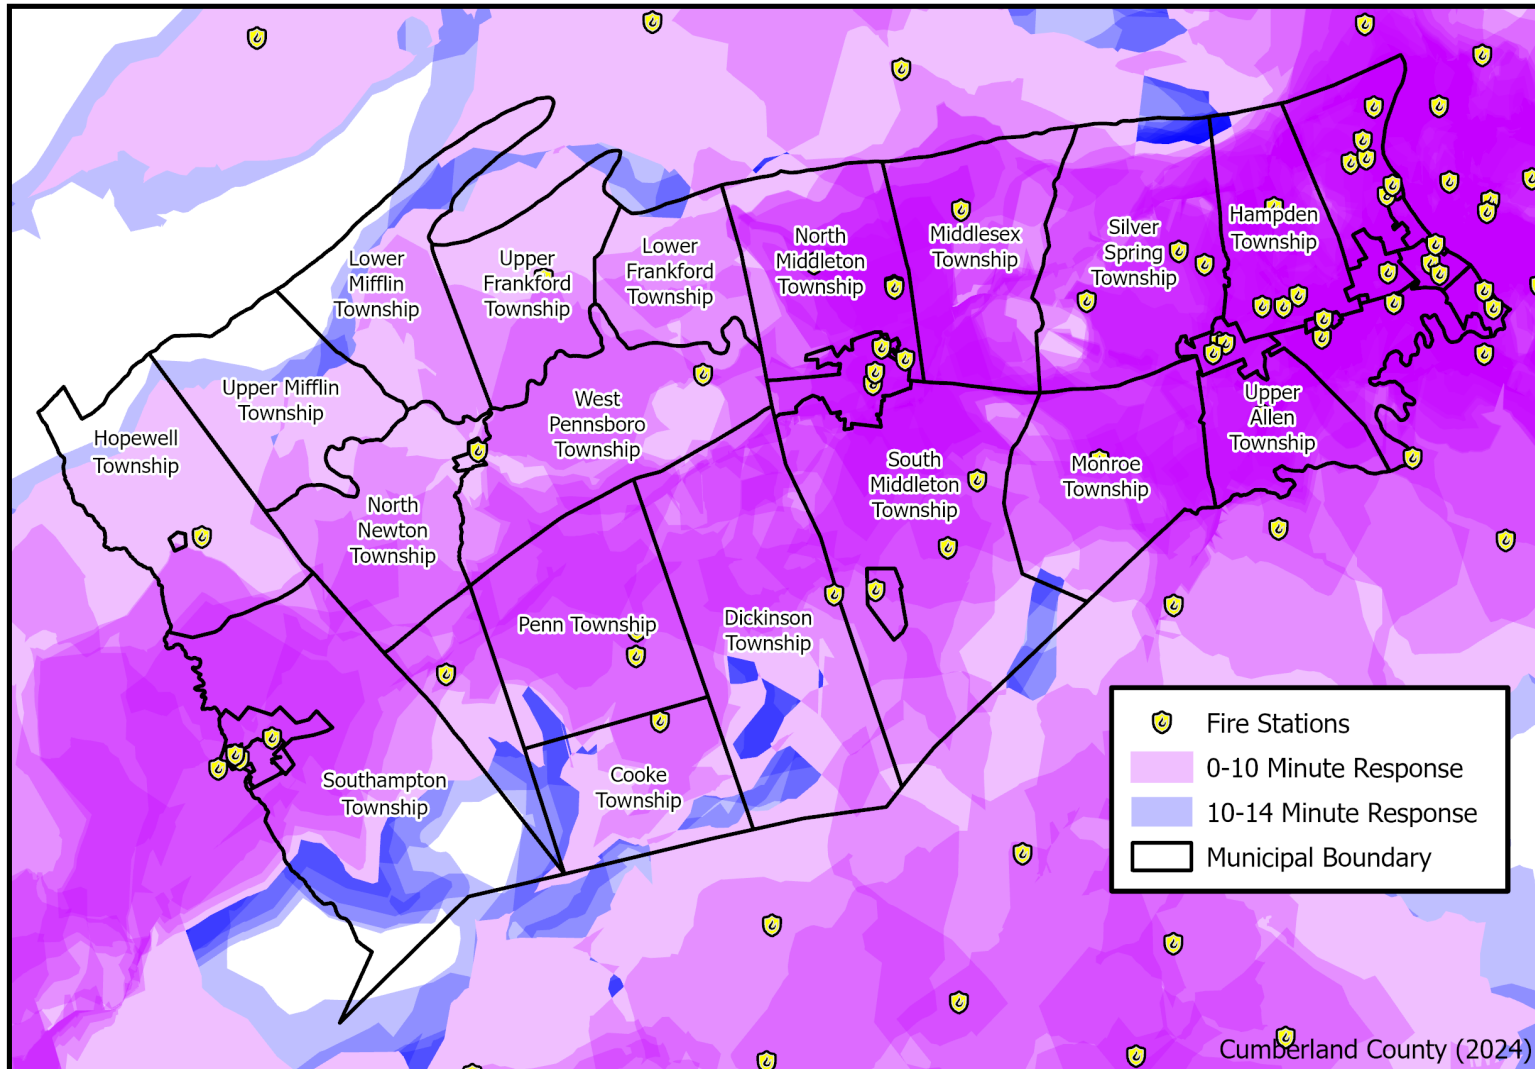 Lower
Mifflin
Township
Upper
Frankford
Township
Lower
Frankford
Township
North
Middleton
Township
Middlesex
Township
Silver
Spring
Township
Hampden
Township
Upper Mifflin
Township
Hopewell
Township
West
Pennsboro
Township
Upper
Allen
Township
North
Newton
Township
South
Middleton
Township
Monroe
Township
Penn Township
Dickinson
Township
Cooke
Township
Southampton
Township
Fire Stations
0-10 Minute Response
10-14 Minute Response
Municipal Boundary
Cumberland County (2024)